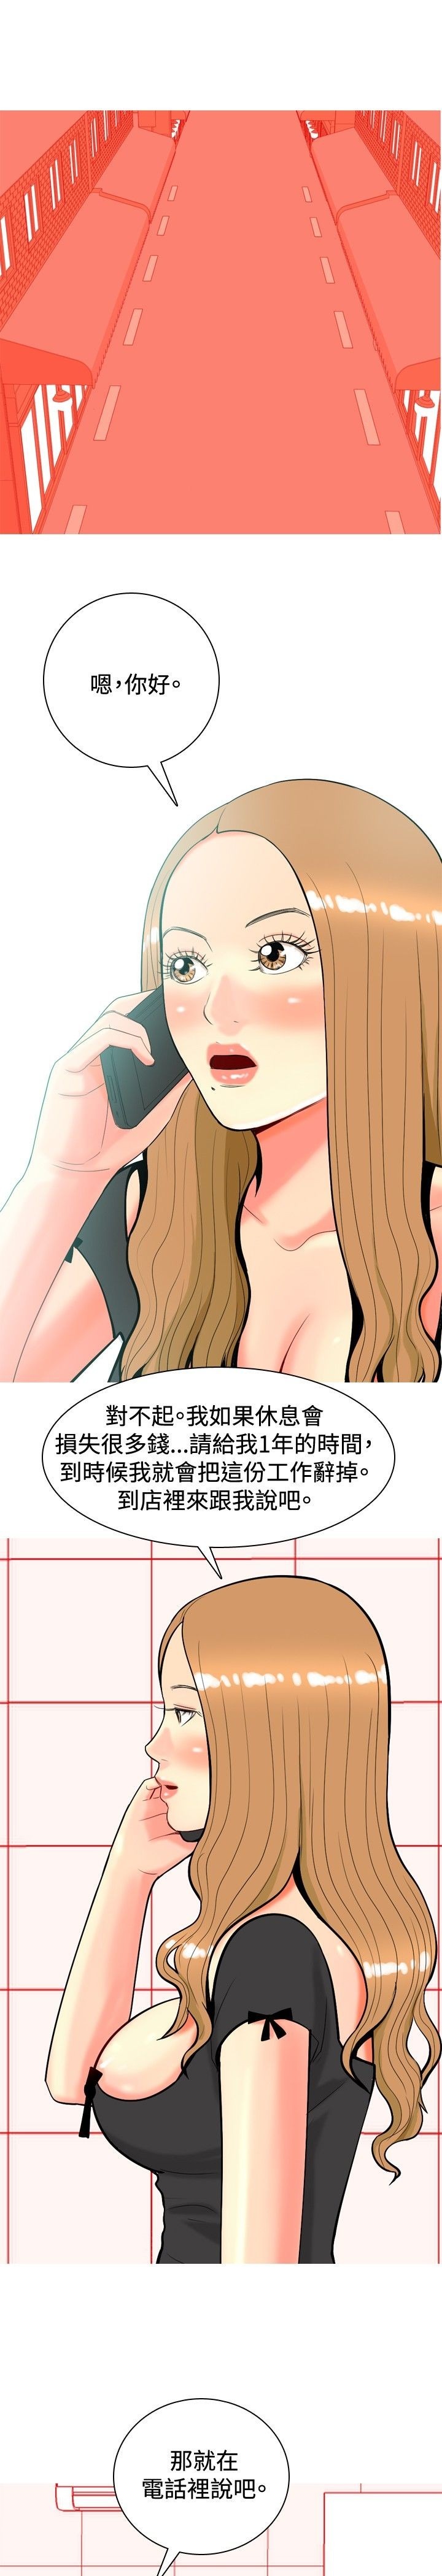 嗯,你好。
對不起。我如果休息會
損失很多錢...請給我1年的時間,
到時候我就會把這份工作辭掉。
到店裡來跟我說吧。
那就在
電話裡說吧。